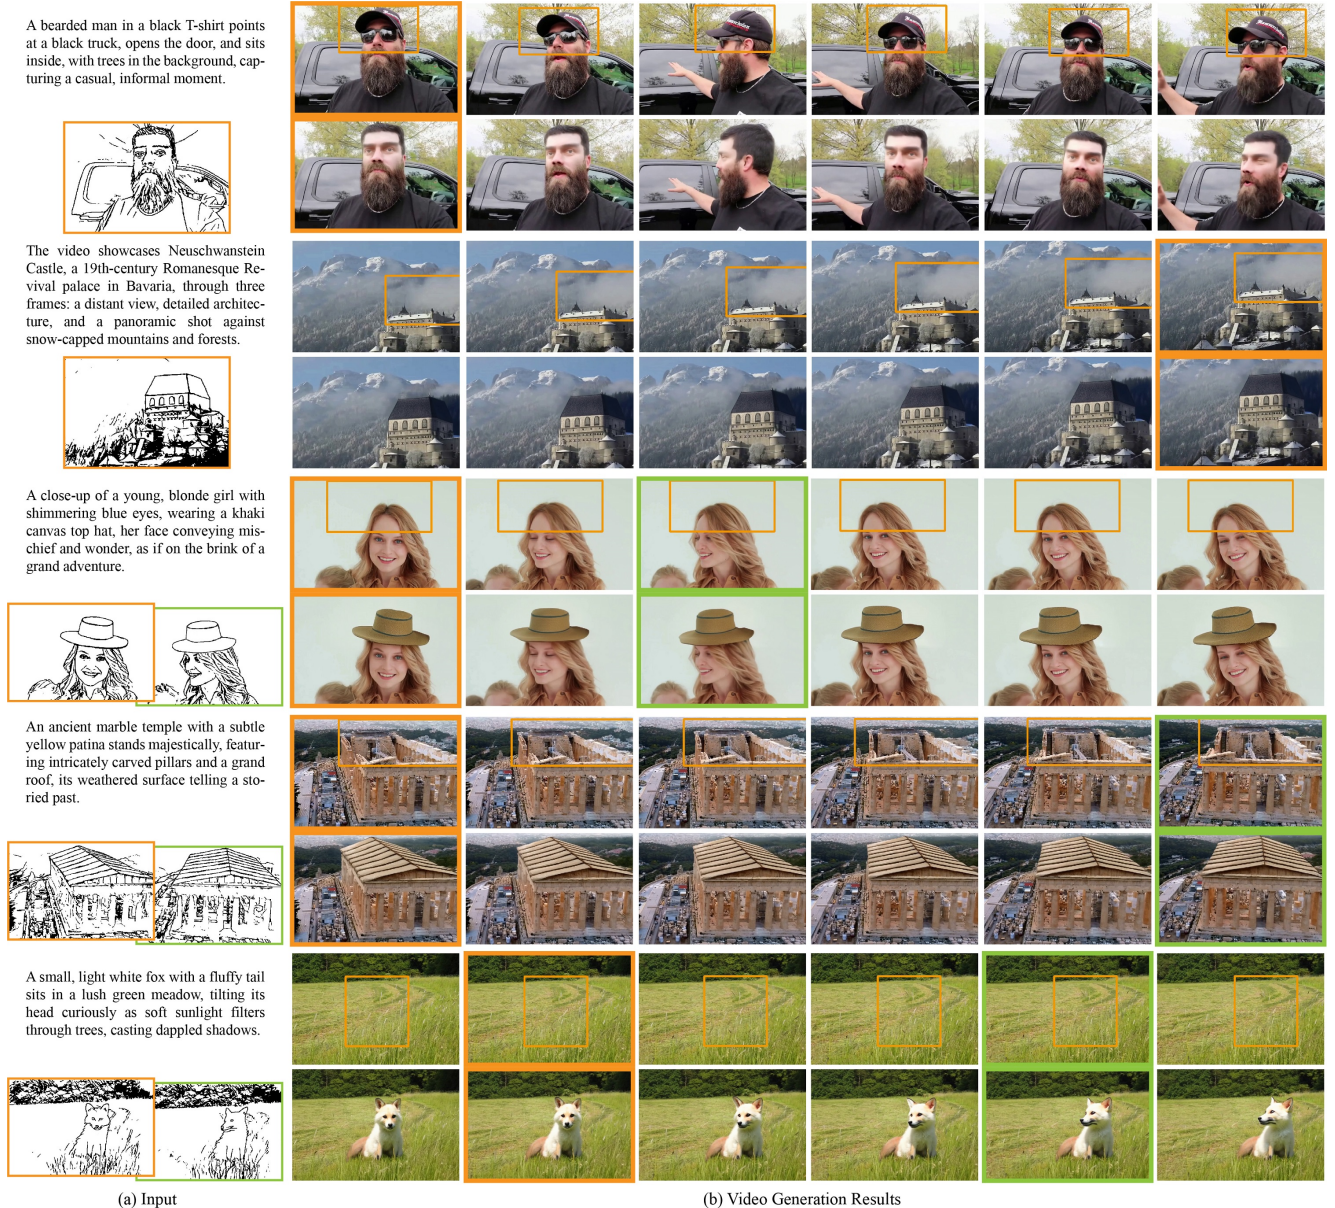 A bearded man in a black T-shirt points
at a black truck, opens the door, and sits
inside, with trees in the background, cap-
turing a casual, informal moment.
The video showcases Neuschwanstein
Castle, a 19th-century Romanesque Re-
vival palace in Bavaria, through three
frames: a distant view, detailed architec-
ture, and a panoramic shot against
snow-capped mountains and forests.
A close-up of a young, blonde girl with
shimmering blue eyes, wearing a khaki
canvas top hat, her face conveying mis-
chief and wonder, as if on the brink of a
grand adventure.
An ancient marble temple with a subtle
yellow patina stands majestically, featur-
ing intricately carved pillars and a grand
roof, its weathered surface telling a sto-
ried past.
A small, light white fox with a fluffy tail
sits in a lush green meadow, tilting its
head curiously as soft sunlight filters
through trees, casting dappled shadows.
(a) Input
(b) Video Generation Results